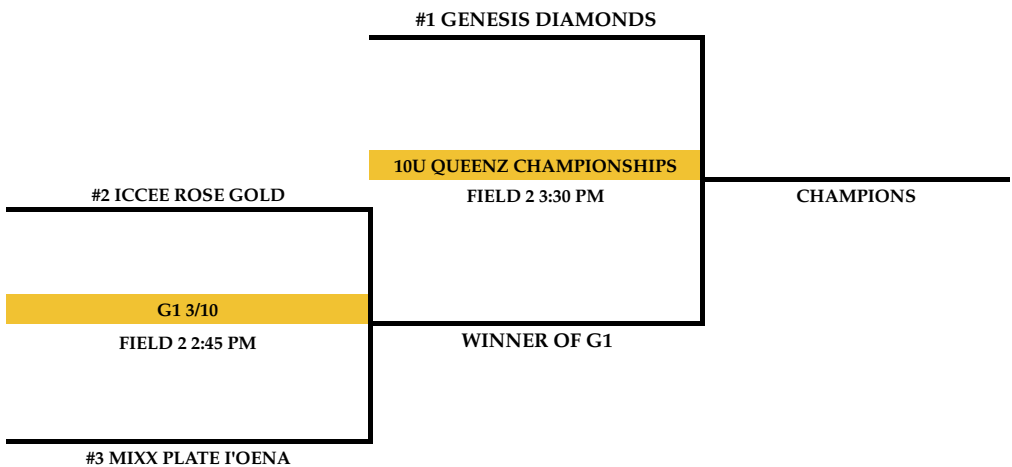 #1 GENESIS DIAMONDS
10U QUEENZ CHAMPIONSHIPS
FIELD 2 3:30 PM
#2 ICCEE ROSE GOLD
CHAMPIONS
G1 3/10
FIELD 2 2:45 PM
WINNER OF G1
#3 MIXX PLATE I'OENA